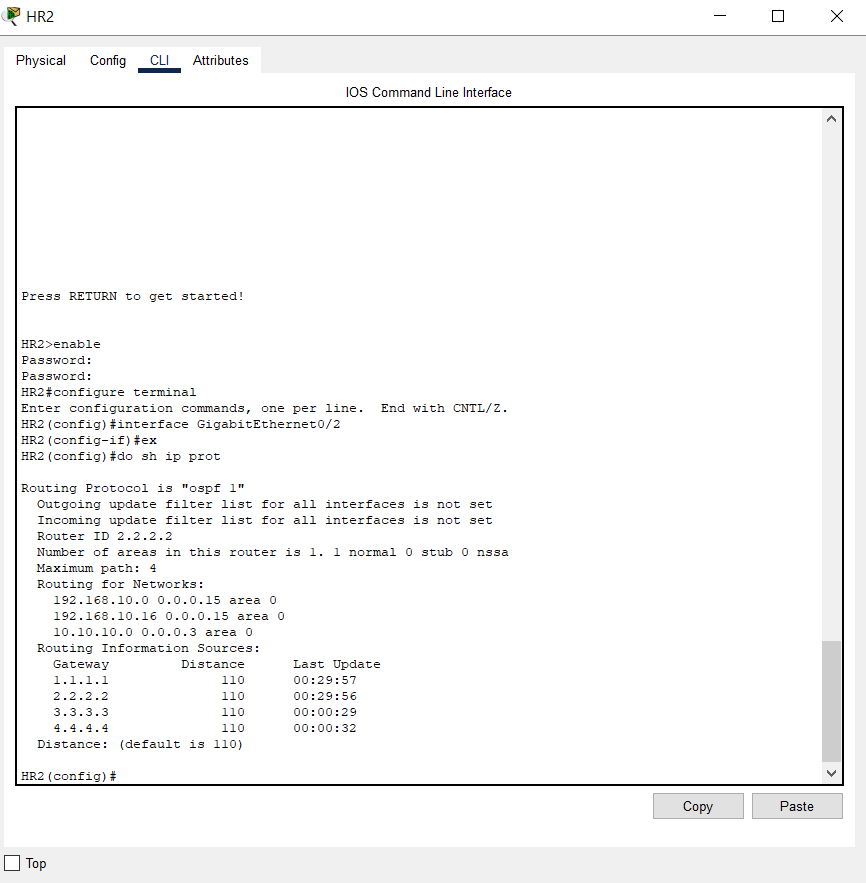 HR2
Physical Config CLI Attributes
IOS Command Line Interface
Press RETURN to get started!
HR2>enable
Password:
Password:
HR2#configure terminal
Enter configuration commands, one per line.  End with CNTL/Z.
HR2(config)#interface GigabitEthernet0/2
HR2(config-if)#ex
HR2(config)#do sh ip prot
Routing Protocol is "ospf 1"
  Outgoing update filter list for all interfaces is not set
  Incoming update filter list for all interfaces is not set
  Router ID 2.2.2.2
  Number of areas in this router is 1. 1 normal 0 stub 0 nssa
  Maximum path: 4
  Routing for Networks:
    192.168.10.0 0.0.0.15 area 0
    192.168.10.16 0.0.0.15 area 0
    10.10.10.0 0.0.0.3 area 0
  Routing Information Sources:
    Gateway         Distance      Last Update
    1.1.1.1              110      00:29:57
    2.2.2.2              110      00:29:56
    3.3.3.3              110      00:00:29
    4.4.4.4              110      00:00:32
  Distance: (default is 110)
HR2(config)#
Copy Paste
Top